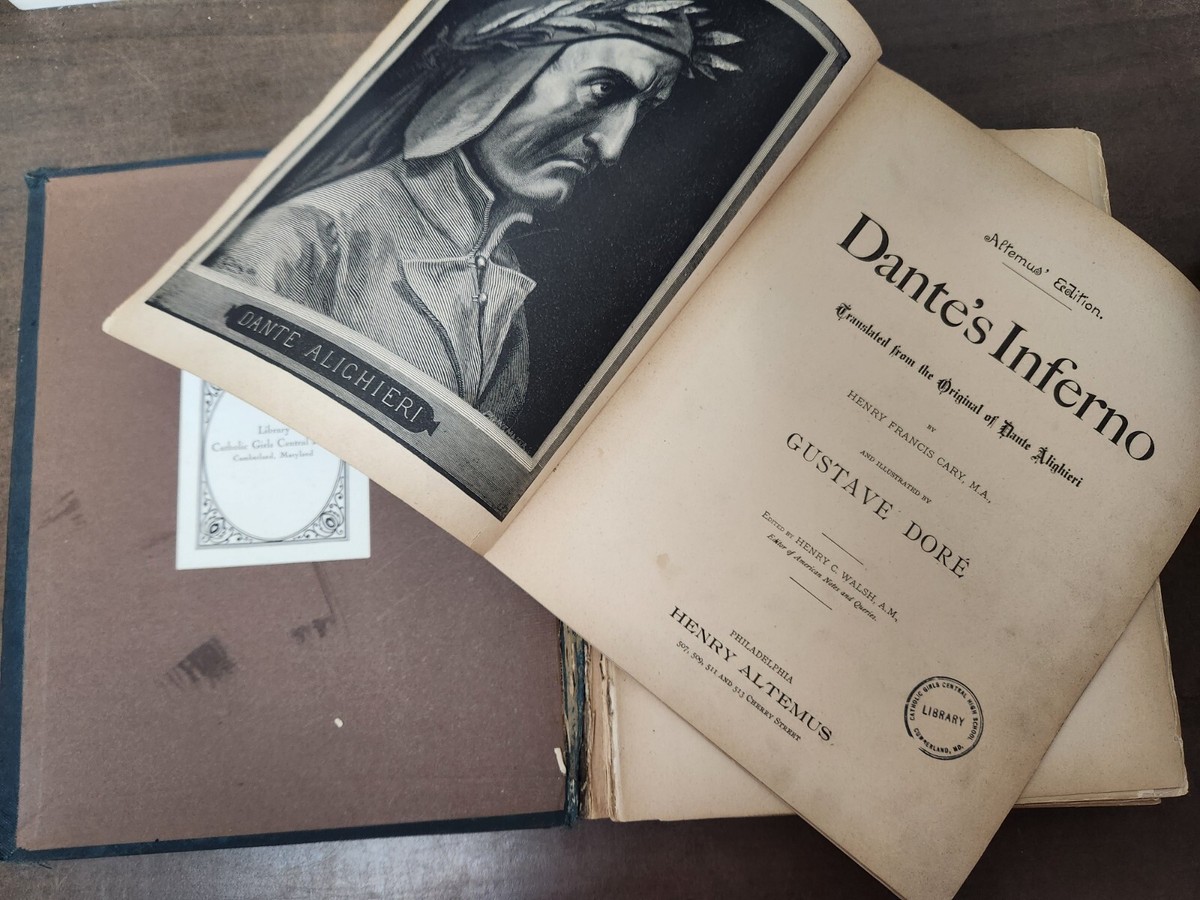 DANTE ALIGHIERI
Library
Catholic Girls Central
Cumberland, Maryland
Altemus' Edition.
Dante's Inferno
Translated from the Original of Dante Alighieri
BY
HENRY FRANCIS CARY, M.A.,
AND ILLUSTRATED BY
GUSTAVE DORÉ
EDITED BY HENRY C. WALSH, A.M.,
Editor of American Notes and Queries.
PHILADELPHIA
HENRY ALTEMUS
507, 509, 511 AND 513 CHERRY STREET
CATHOLIC GIRLS CENTRAL HIGH SCHOOL
LIBRARY
CUMBERLAND, MD.